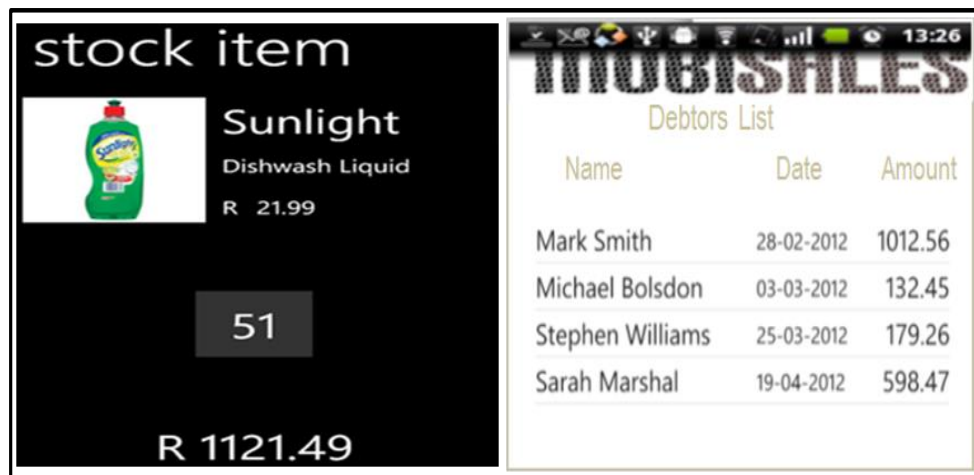 stock item
Sunlight
Sunlight
Dishwash Liquid
R 21.99
51
R 1121.49
13:26
MOBISALES
Debtors List
Name Date Amount
Mark Smith 28-02-2012 1012.56
Michael Bolsdon 03-03-2012 132.45
Stephen Williams 25-03-2012 179.26
Sarah Marshal 19-04-2012 598.47